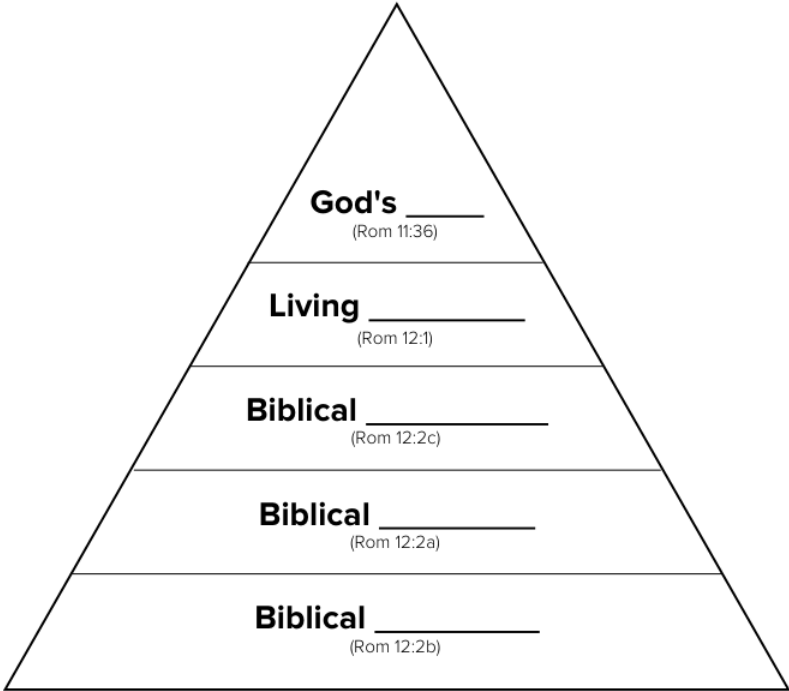 God's _____
(Rom 11:36)
Living __________
(Rom 12:1)
Biblical ____________
(Rom 12:2c)
Biblical __________
(Rom 12:2a)
Biblical ___________
(Rom 12:2b)